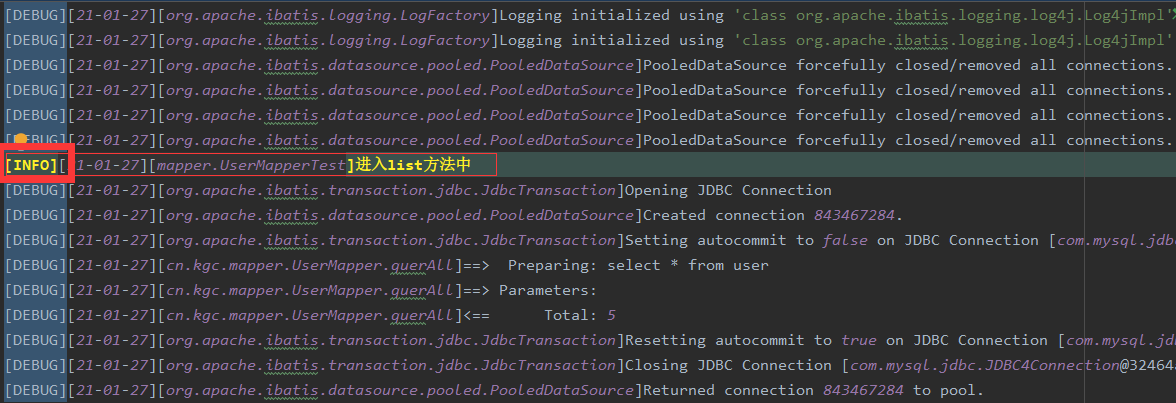 [DEBUG][21-01-27][org.apache.ibatis.logging.LogFactory]Logging initialized using 'class org.apache.ibatis.logging.log4j.Log4jImpl'
[DEBUG][21-01-27][org.apache.ibatis.logging.LogFactory]Logging initialized using 'class org.apache.ibatis.logging.log4j.Log4jImpl'
[DEBUG][21-01-27][org.apache.ibatis.datasource.pooled.PooledDataSource]PooledDataSource forcefully closed/removed all connections.
[DEBUG][21-01-27][org.apache.ibatis.datasource.pooled.PooledDataSource]PooledDataSource forcefully closed/removed all connections.
[DEBUG][21-01-27][org.apache.ibatis.datasource.pooled.PooledDataSource]PooledDataSource forcefully closed/removed all connections.
[DEBUG][21-01-27][org.apache.ibatis.datasource.pooled.PooledDataSource]PooledDataSource forcefully closed/removed all connections.
[INFO][21-01-27][mapper.UserMapperTest]进入list方法中
[DEBUG][21-01-27][org.apache.ibatis.transaction.jdbc.JdbcTransaction]Opening JDBC Connection
[DEBUG][21-01-27][org.apache.ibatis.datasource.pooled.PooledDataSource]Created connection 843467284.
[DEBUG][21-01-27][org.apache.ibatis.transaction.jdbc.JdbcTransaction]Setting autocommit to false on JDBC Connection [com.mysql.jdbc
[DEBUG][21-01-27][cn.kgc.mapper.UserMapper.querAll]==>  Preparing: select * from user
[DEBUG][21-01-27][cn.kgc.mapper.UserMapper.querAll]==> Parameters:
[DEBUG][21-01-27][cn.kgc.mapper.UserMapper.querAll]<==      Total: 5
[DEBUG][21-01-27][org.apache.ibatis.transaction.jdbc.JdbcTransaction]Resetting autocommit to true on JDBC Connection [com.mysql.jd
[DEBUG][21-01-27][org.apache.ibatis.transaction.jdbc.JdbcTransaction]Closing JDBC Connection [com.mysql.jdbc.JDBC4Connection@32464
[DEBUG][21-01-27][org.apache.ibatis.datasource.pooled.PooledDataSource]Returned connection 843467284 to pool.